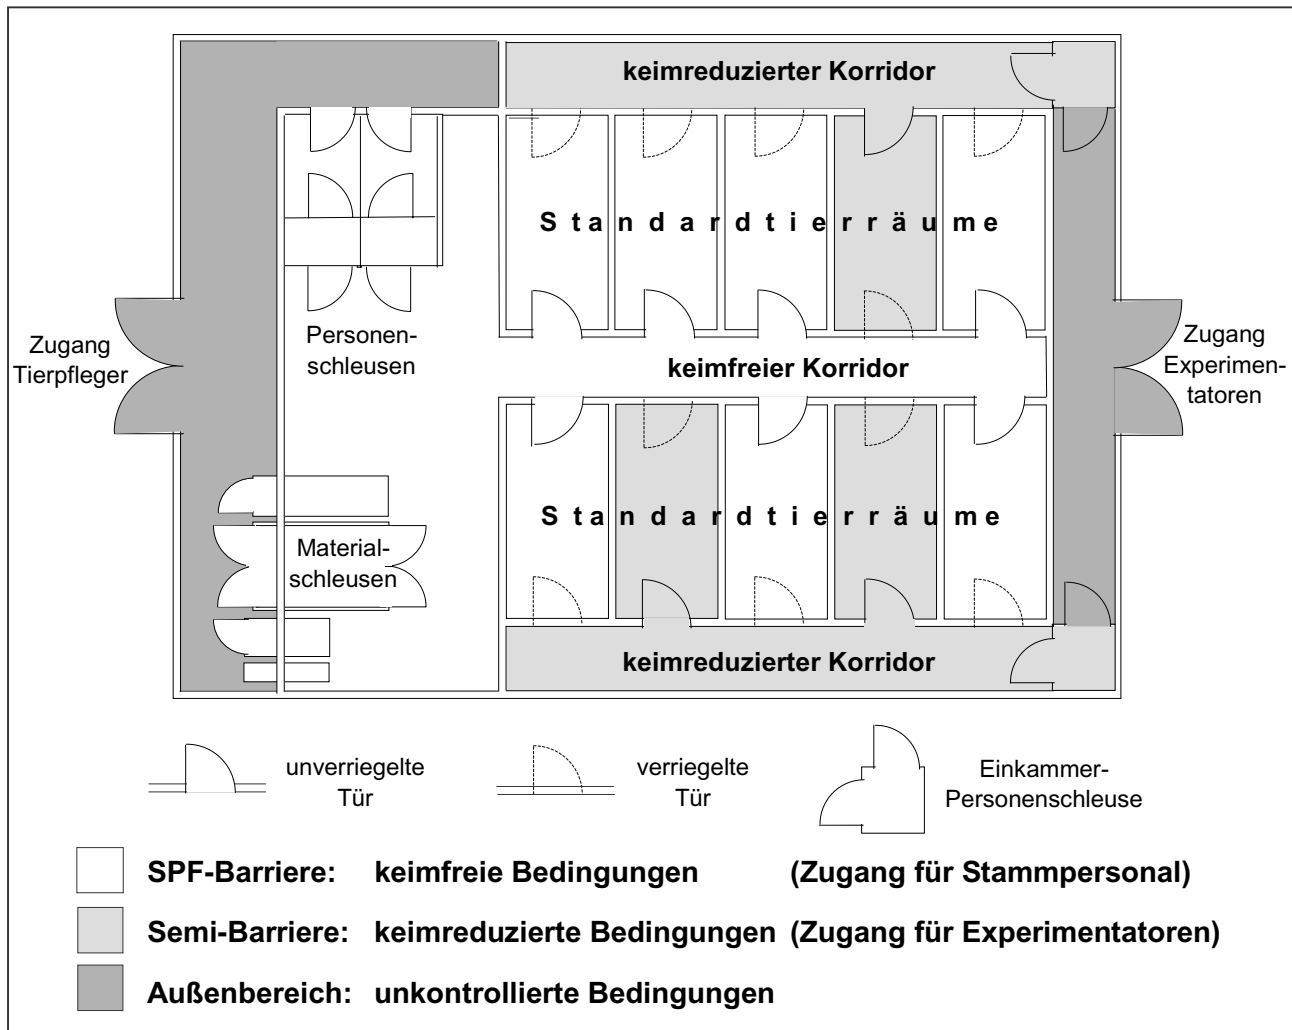 keimreduzierter Korridor
Standardtierräume
Zugang
Tierpfleger
Personen-
schleusen
keimfreier Korridor
Zugang
Experimen-
tatoren
Standardtierräume
Material-
schleusen
keimreduzierter Korridor
unverriegelte
Tür
verriegelte
Tür
Einkammer-
Personenschleuse
SPF-Barriere: keimfreie Bedingungen (Zugang für Stammpersonal)
Semi-Barriere: keimreduzierte Bedingungen (Zugang für Experimentatoren)
Außenbereich: unkontrollierte Bedingungen